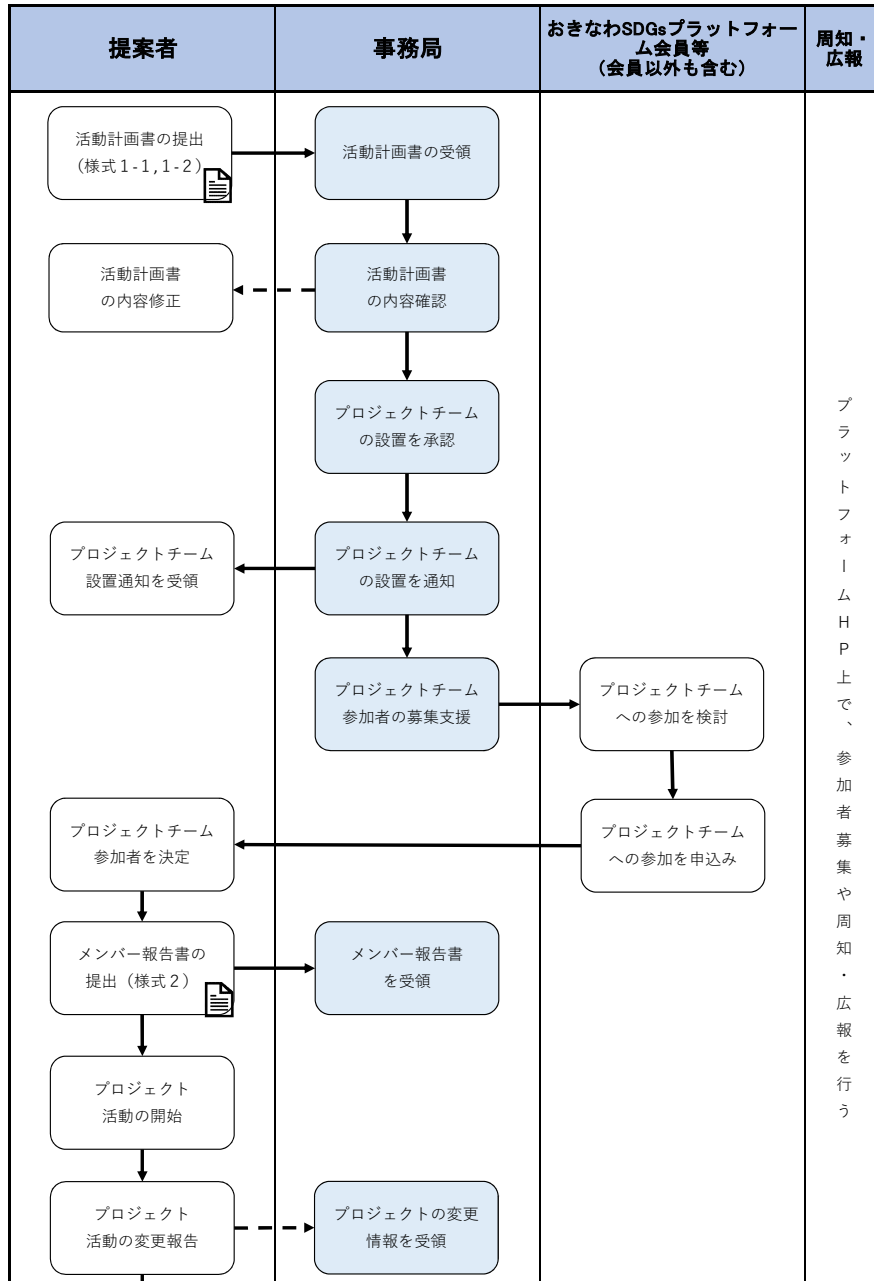 提案者
事務局
おきなわSDGsプラットフォー
ム会員等
（会員以外も含む）
周知・
広報
活動計画書の提出
（様式1-1,1-2）
活動計画書の受領
活動計画書
の内容修正
活動計画書
の内容確認
プロジェクトチーム
の設置を承認
プロジェクトチーム
設置通知を受領
プロジェクトチーム
の設置を通知
プロジェクトチーム
参加者の募集支援
プロジェクトチーム
への参加を検討
プロジェクトチーム
参加者を決定
プロジェクトチーム
への参加を申込み
メンバー報告書の
提出（様式２）
メンバー報告書
を受領
プロジェクト
活動の開始
プロジェクト
活動の変更報告
プロジェクトの変更
情報を受領
プラットフォームHP上で、参加者募集や周知・広報を行う